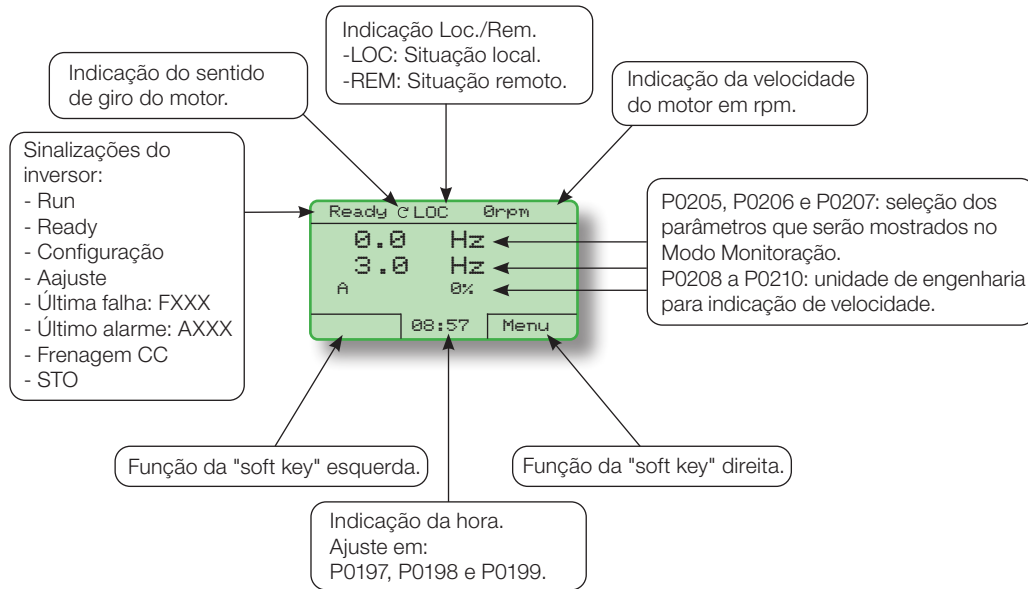 Indicação Loc./Rem.
-LOC: Situação local.
-REM: Situação remoto.
Indicação do sentido
de giro do motor.
Indicação da velocidade
do motor em rpm.
Sinalizações do
inversor:
- Run
- Ready
- Configuração
- Aajuste
- Última falha: FXXX
- Último alarme: AXXX
- Frenagem CC
- STO
Ready LOC 0rpm
0.0 Hz
3.0 Hz
A 0%
08:57 Menu
P0205, P0206 e P0207: seleção dos
parâmetros que serão mostrados no
Modo Monitoração.
P0208 a P0210: unidade de engenharia
para indicação de velocidade.
Função da "soft key" esquerda.
Função da "soft key" direita.
Indicação da hora.
Ajuste em:
P0197, P0198 e P0199.